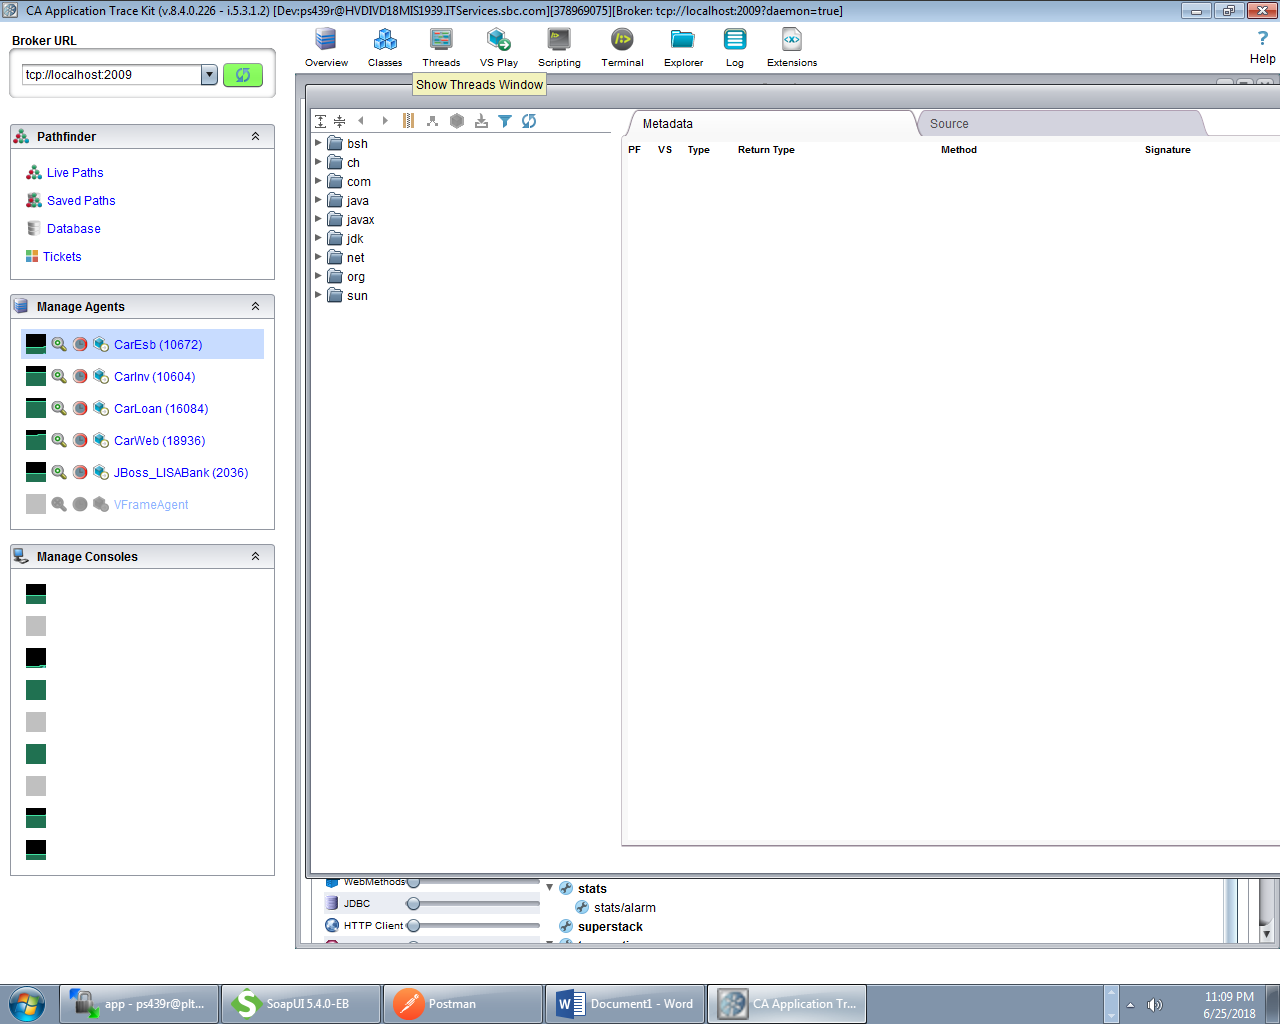 CA Application Trace Kit (v.8.4.0.226 - i.5.3.1.2) [Dev:ps439r@HVDIVD18MIS1939.ITServices.sbc.com][378969075][Broker: tcp://localhost:2009?daemon=true]
Broker URL
tcp://localhost:2009
Overview
Classes
Threads
VS Play
Scripting
Terminal
Explorer
Log
Extensions
Help
Show Threads Window
Pathfinder
Live Paths
Saved Paths
Database
Tickets
Manage Agents
CarEsb (10672)
CarInv (10604)
CarLoan (16084)
CarWeb (18936)
JBoss_LISABank (2036)
VFrameAgent
Manage Consoles
bsh
ch
com
java
javax
jdk
net
org
sun
Metadata
Source
PF VS Type Return Type Method Signature
WebMethods
JDBC
HTTP Client
stats
stats/alarm
superstack
app - ps439r@plt...
SoapUI 5.4.0-EB
Postman
Document1 - Word
CA Application Tr...
11:09 PM
6/25/2018